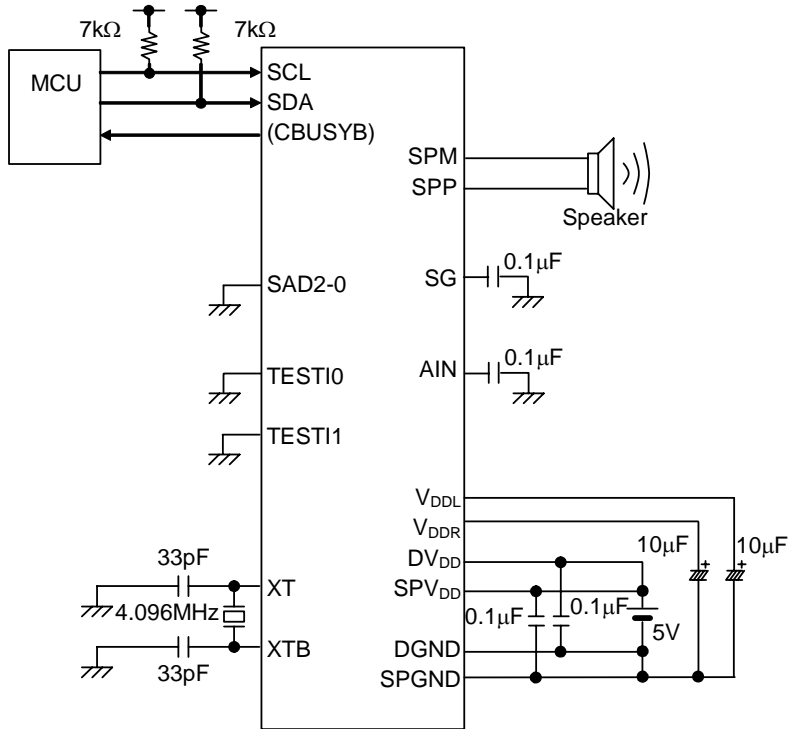 7kΩ
7kΩ
MCU
SCL
SDA
(CBUSYB)
SPM
SPP
Speaker
SAD2-0
SG
0.1μF
TESTI0
AIN
0.1μF
TESTI1
VDDL
VDDR
10μF
10μF
DVDD
33pF
XT
SPVDD
4.096MHz
0.1μF
0.1μF
5V
XTB
DGND
33pF
SPGND
+
+